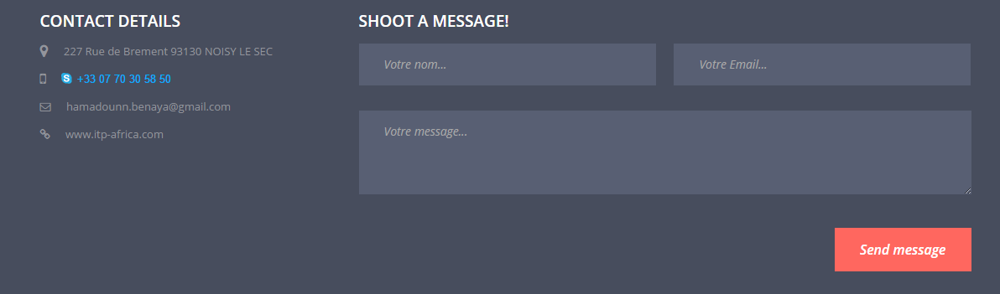 CONTACT DETAILS
227 Rue de Brement 93130 NOISY LE SEC
+33 07 70 30 58 50
hamadounn.benaya@gmail.com
www.itp-africa.com
SHOOT A MESSAGE!
Votre nom...
Votre Email...
Votre message...
Send message